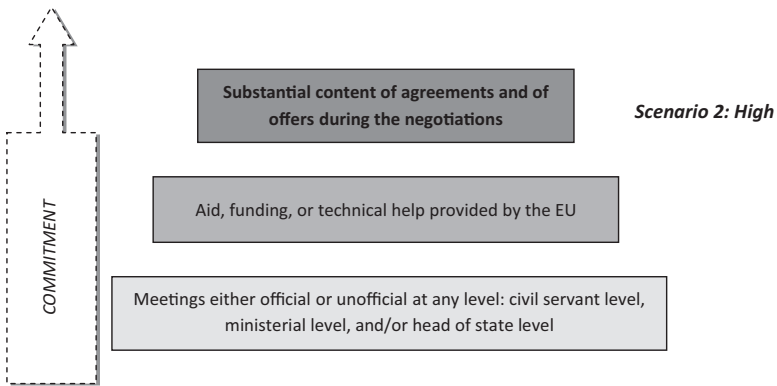 Substantial content of agreements and of
offers during the negotiations
Scenario 2: High
Aid, funding, or technical help provided by the EU
COMMITMENT
Meetings either official or unofficial at any level: civil servant level,
ministerial level, and/or head of state level